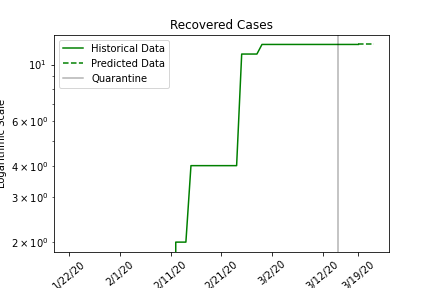 Recovered Cases
Historical Data
Predicted Data
Quarantine
Logarithmic Scale
10¹
6 × 10⁰
4 × 10⁰
3 × 10⁰
2 × 10⁰
1/22/20
2/1/20
2/11/20
2/21/20
3/2/20
3/12/20
3/19/20